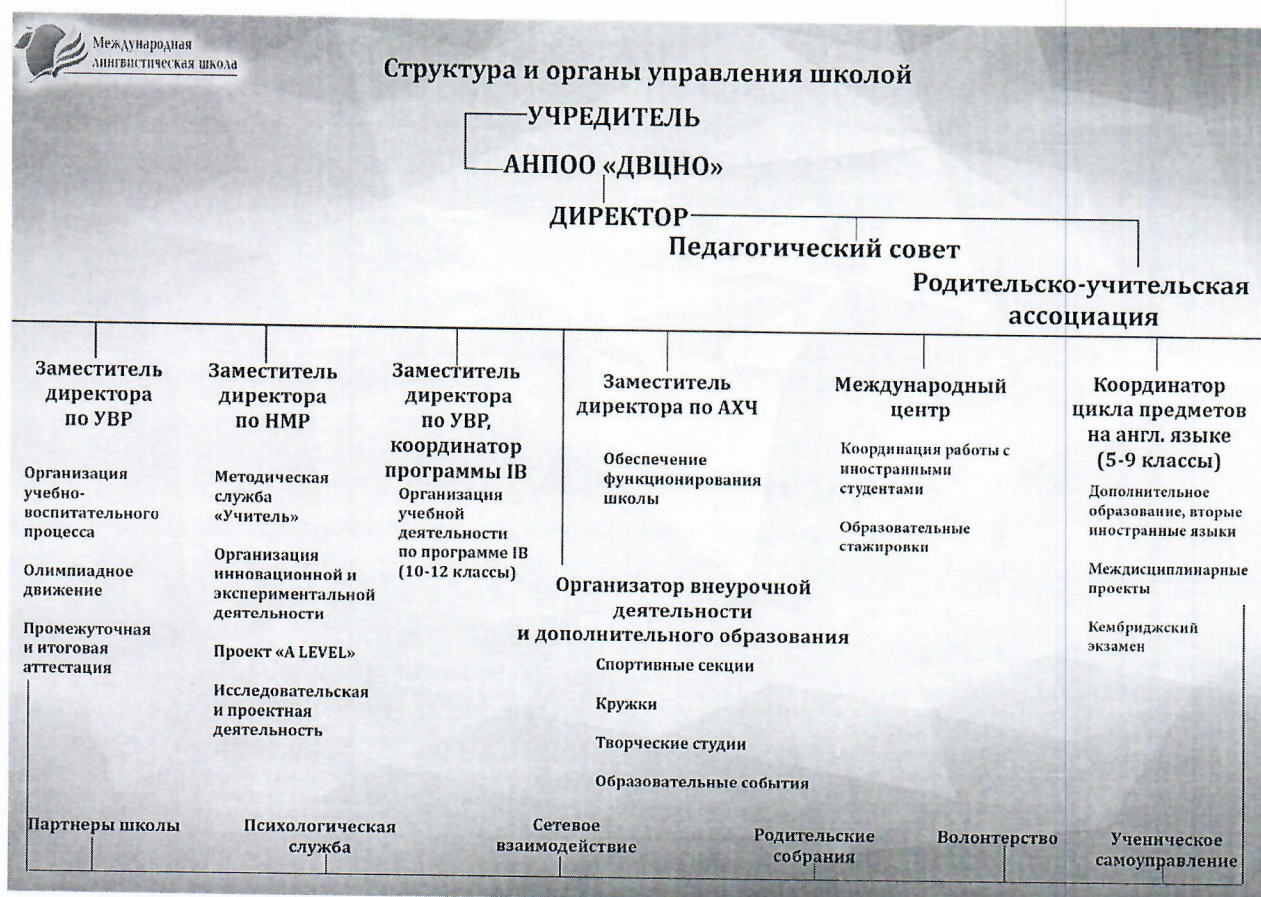 Международная
лингвистическая школа
Структура и органы управления школой
УЧРЕДИТЕЛЬ
АНПОО «ДВЦНО»
ДИРЕКТОР
Педагогический совет
Родительско-учительская
ассоциация
Заместитель
директора
по УВР
Организация
учебно-
воспитательного
процесса
Олимпиадное
движение
Промежуточная
и итоговая
аттестация
Заместитель
директора
по НМР
Методическая
служба
«Учитель»
Организация
инновационной и
экспериментальной
деятельности
Проект «A LEVEL»
Исследовательская
и проектная
деятельность
Заместитель
директора
по УВР,
координатор
программы IB
Организация
учебной
деятельности
по программе IB
(10-12 классы)
Заместитель
директора по АХЧ
Обеспечение
функционирования
школы
Организатор внеурочной
деятельности
и дополнительного образования
Спортивные секции
Кружки
Творческие студии
Образовательные события
Международный
центр
Координация работы с
иностранными
студентами
Образовательные
стажировки
Координатор
цикла предметов
на англ. языке
(5-9 классы)
Дополнительное
образование, вторые
иностранные языки
Междисциплинарные
проекты
Кембриджский
экзамен
Партнеры школы
Психологическая
служба
Сетевое
взаимодействие
Родительские
собрания
Волонтерство
Ученическое
самоуправление